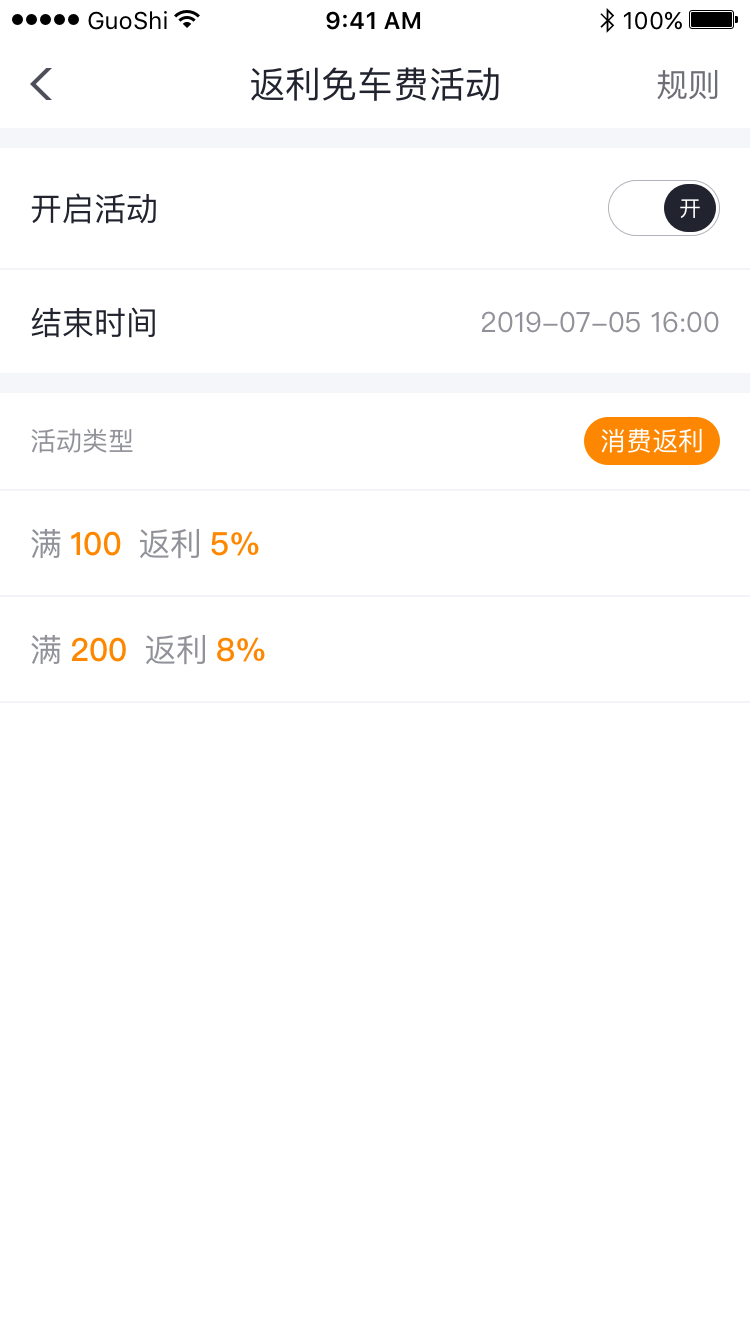 GuoShi 9:41 AM 100%
返利免车费活动 规则
开启活动 开
结束时间 2019-07-05 16:00
活动类型 消费返利
满 100 返利 5%
满 200 返利 8%